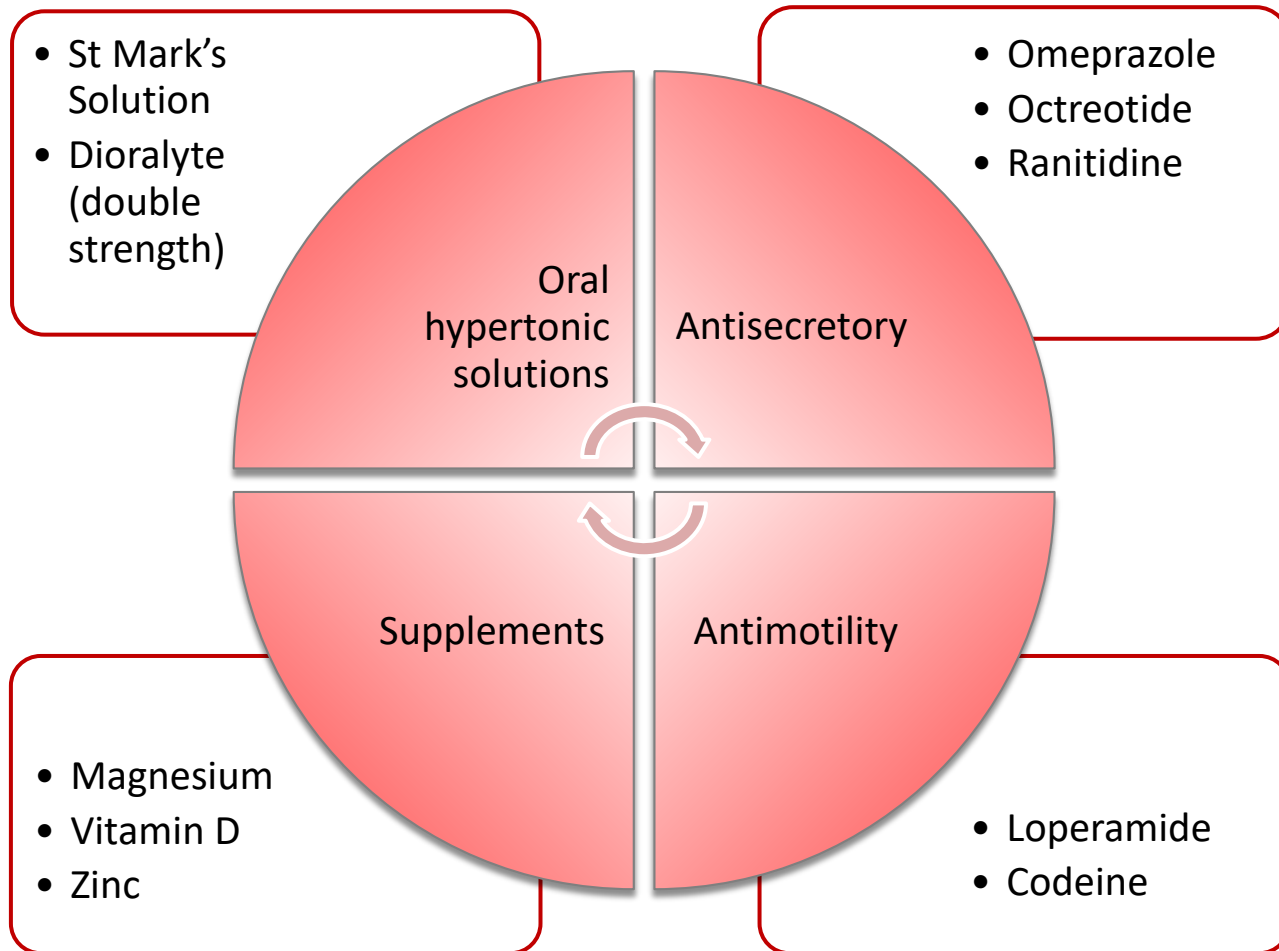 • St Mark’s
Solution
• Dioralyte
(double
strength)
• Omeprazole
• Octreotide
• Ranitidine
Oral
hypertonic
solutions
Antisecretory
Supplements
Antimotility
• Magnesium
• Vitamin D
• Zinc
• Loperamide
• Codeine